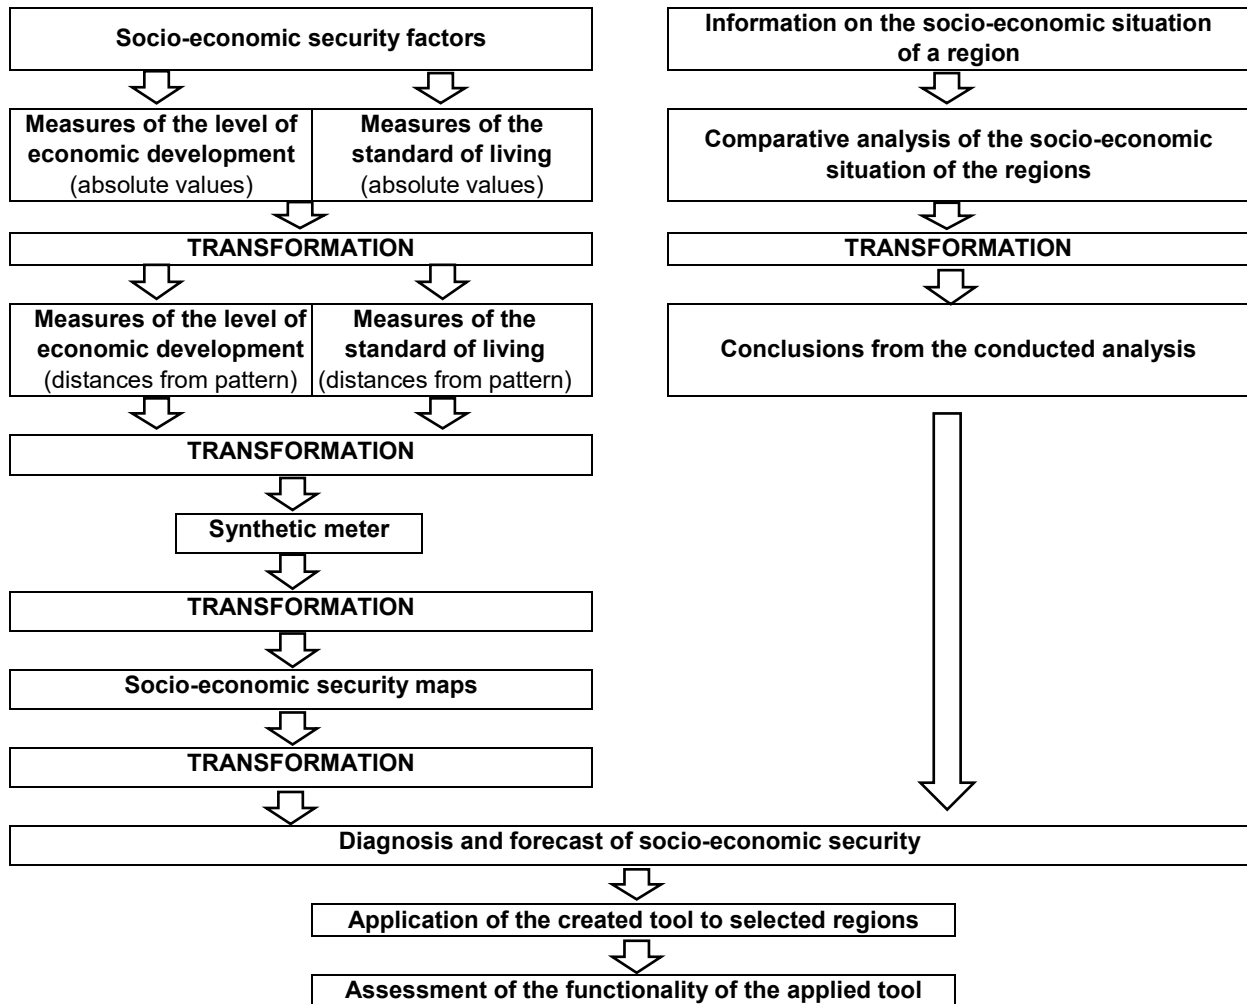 Socio-economic security factors
Information on the socio-economic situation
of a region
Measures of the level of
economic development
(absolute values)
Measures of the
standard of living
(absolute values)
Comparative analysis of the socio-economic
situation of the regions
TRANSFORMATION
TRANSFORMATION
Measures of the level of
economic development
(distances from pattern)
Measures of the
standard of living
(distances from pattern)
Conclusions from the conducted analysis
TRANSFORMATION
Synthetic meter
TRANSFORMATION
Socio-economic security maps
TRANSFORMATION
Diagnosis and forecast of socio-economic security
Application of the created tool to selected regions
Assessment of the functionality of the applied tool